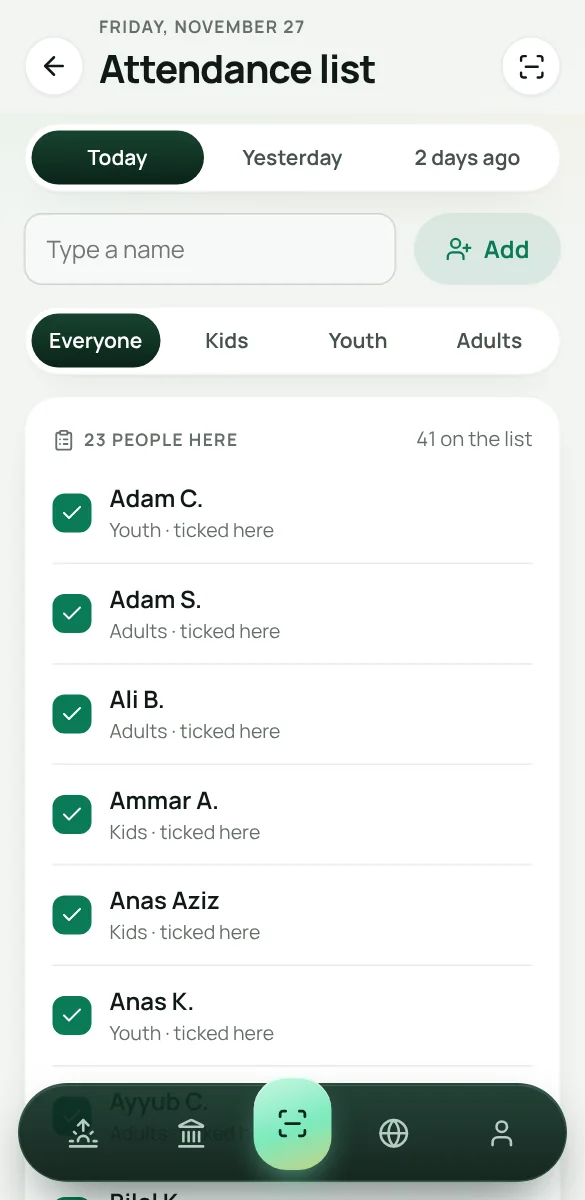 FRIDAY, NOVEMBER 27
Attendance list
Today
Yesterday
2 days ago
Type a name
Add
Everyone
Kids
Youth
Adults
23 PEOPLE HERE
41 on the list
Adam C.
Youth · ticked here
Adam S.
Adults · ticked here
Ali B.
Adults · ticked here
Ammar A.
Kids · ticked here
Anas Aziz
Kids · ticked here
Anas K.
Youth · ticked here
Ayyub C.
Adults